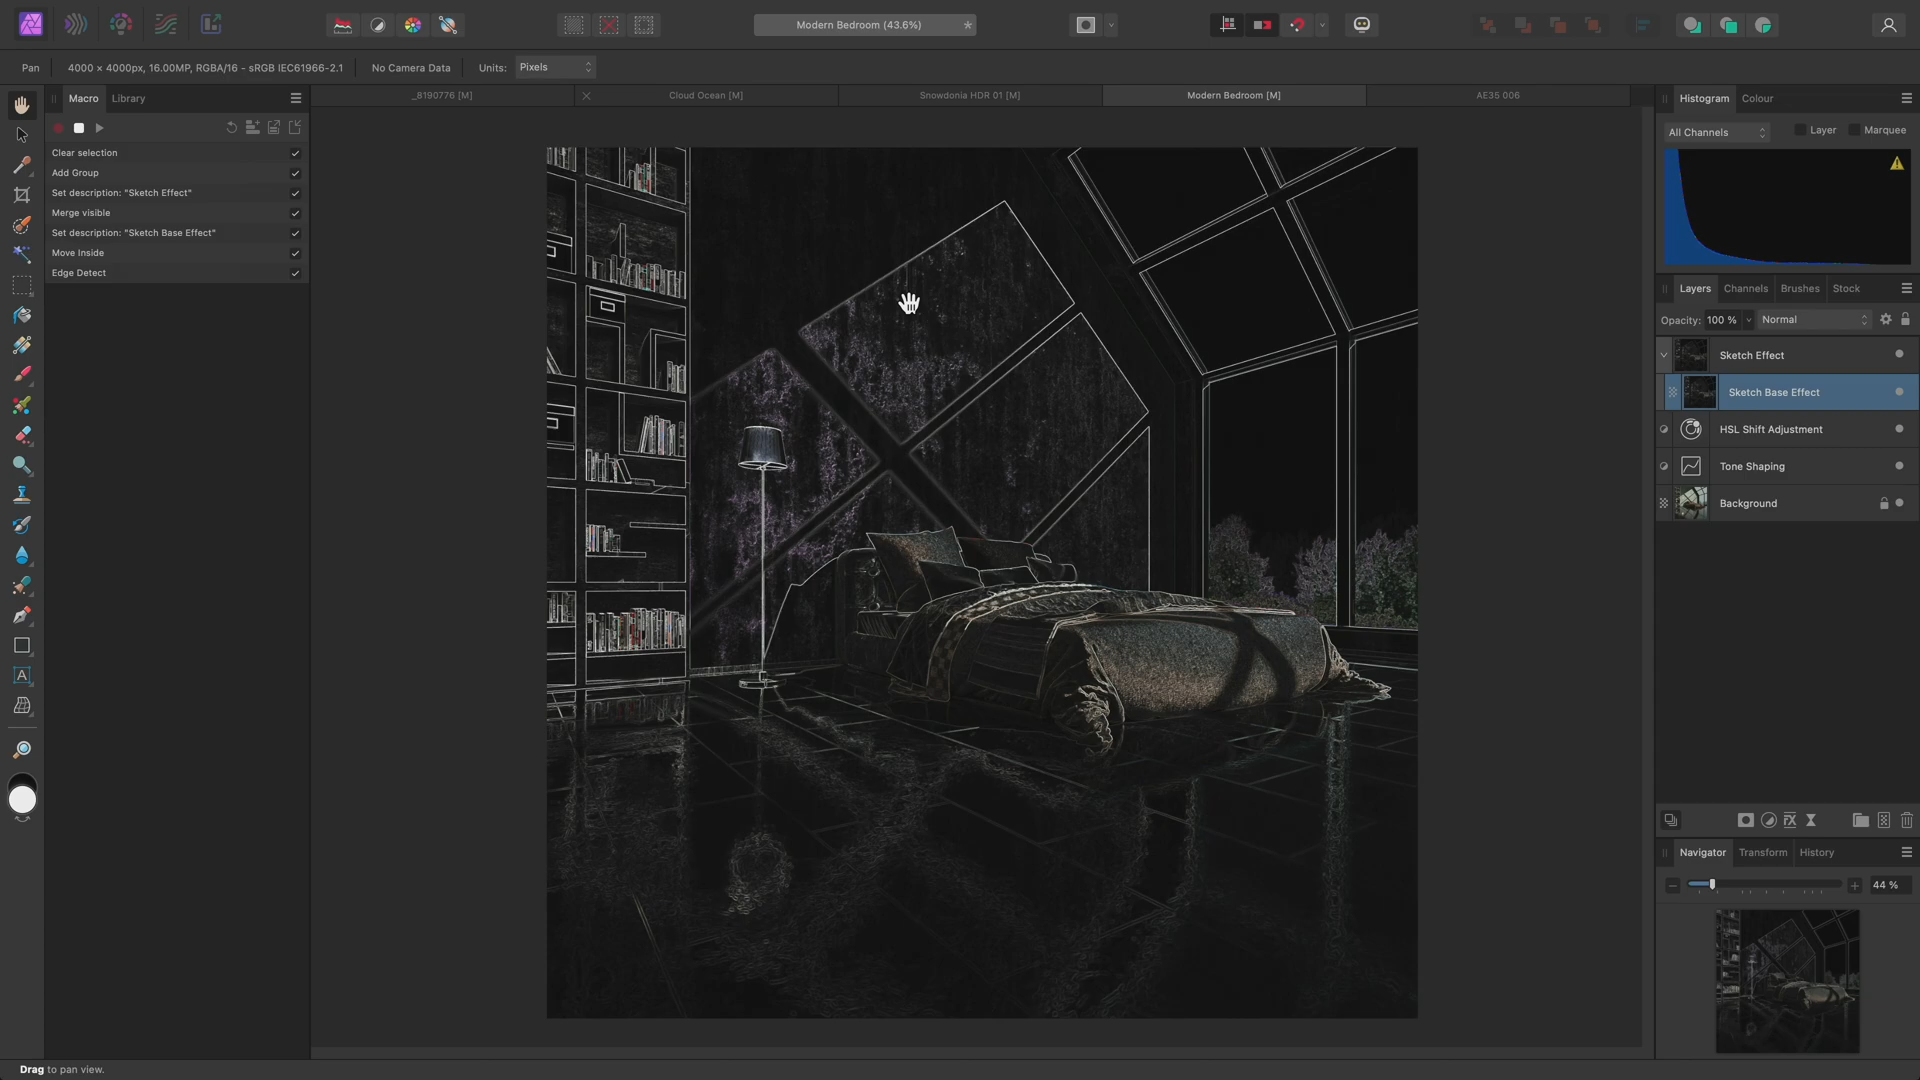 Modern Bedroom (43.6%)
*
Pan
4000 × 4000px, 16.00MP, RGBA/16 - sRGB IEC61966-2.1
No Camera Data
Units:
Pixels
Macro
Library
_8190776 [M]
Cloud Ocean [M]
Snowdonia HDR 01 [M]
Modern Bedroom [M]
AE35 006
Histogram
Colour
All Channels
Layer
Marquee
Clear selection
Add Group
Set description: "Sketch Effect"
Merge visible
Set description: "Sketch Base Effect"
Move Inside
Edge Detect
Layers
Channels
Brushes
Stock
Opacity:
100 %
Normal
Sketch Effect
Sketch Base Effect
HSL Shift Adjustment
Tone Shaping
Background
Navigator
Transform
History
44 %
Drag to pan view.